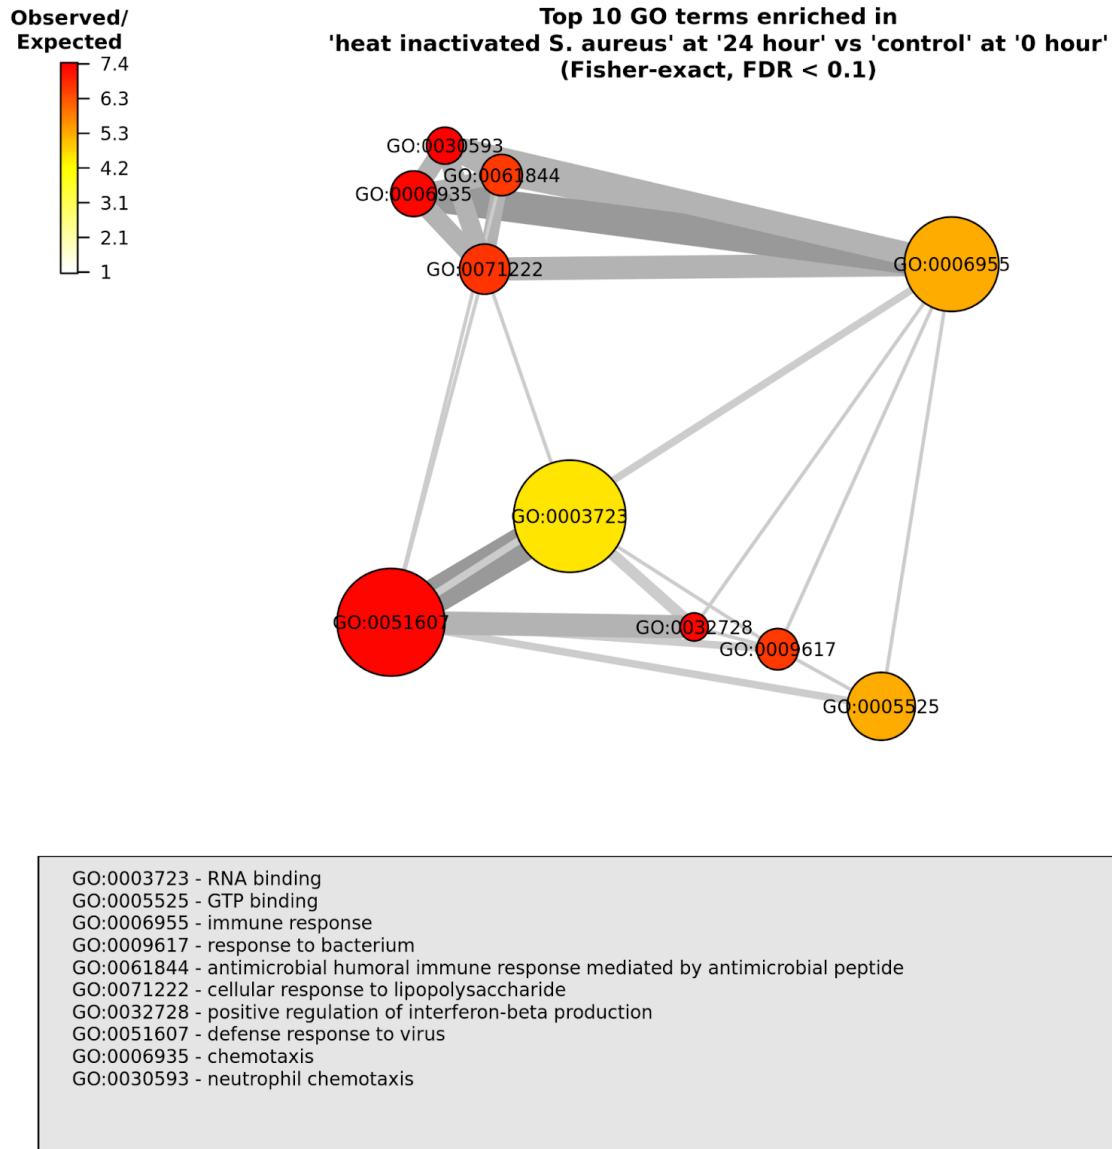 Observed/
Expected
Top 10 GO terms enriched in
'heat inactivated S. aureus' at '24 hour' vs 'control' at '0 hour'
(Fisher-exact, FDR < 0.1)
7.4
6.3
5.3
4.2
3.1
2.1
1
GO:0030593
GO:0061844
GO:0006935
GO:0071222
GO:0006955
GO:0003723
GO:0051607
GO:0032728
GO:0009617
GO:0005525
GO:0003723 - RNA binding
GO:0005525 - GTP binding
GO:0006955 - immune response
GO:0009617 - response to bacterium
GO:0061844 - antimicrobial humoral immune response mediated by antimicrobial peptide
GO:0071222 - cellular response to lipopolysaccharide
GO:0032728 - positive regulation of interferon-beta production
GO:0051607 - defense response to virus
GO:0006935 - chemotaxis
GO:0030593 - neutrophil chemotaxis